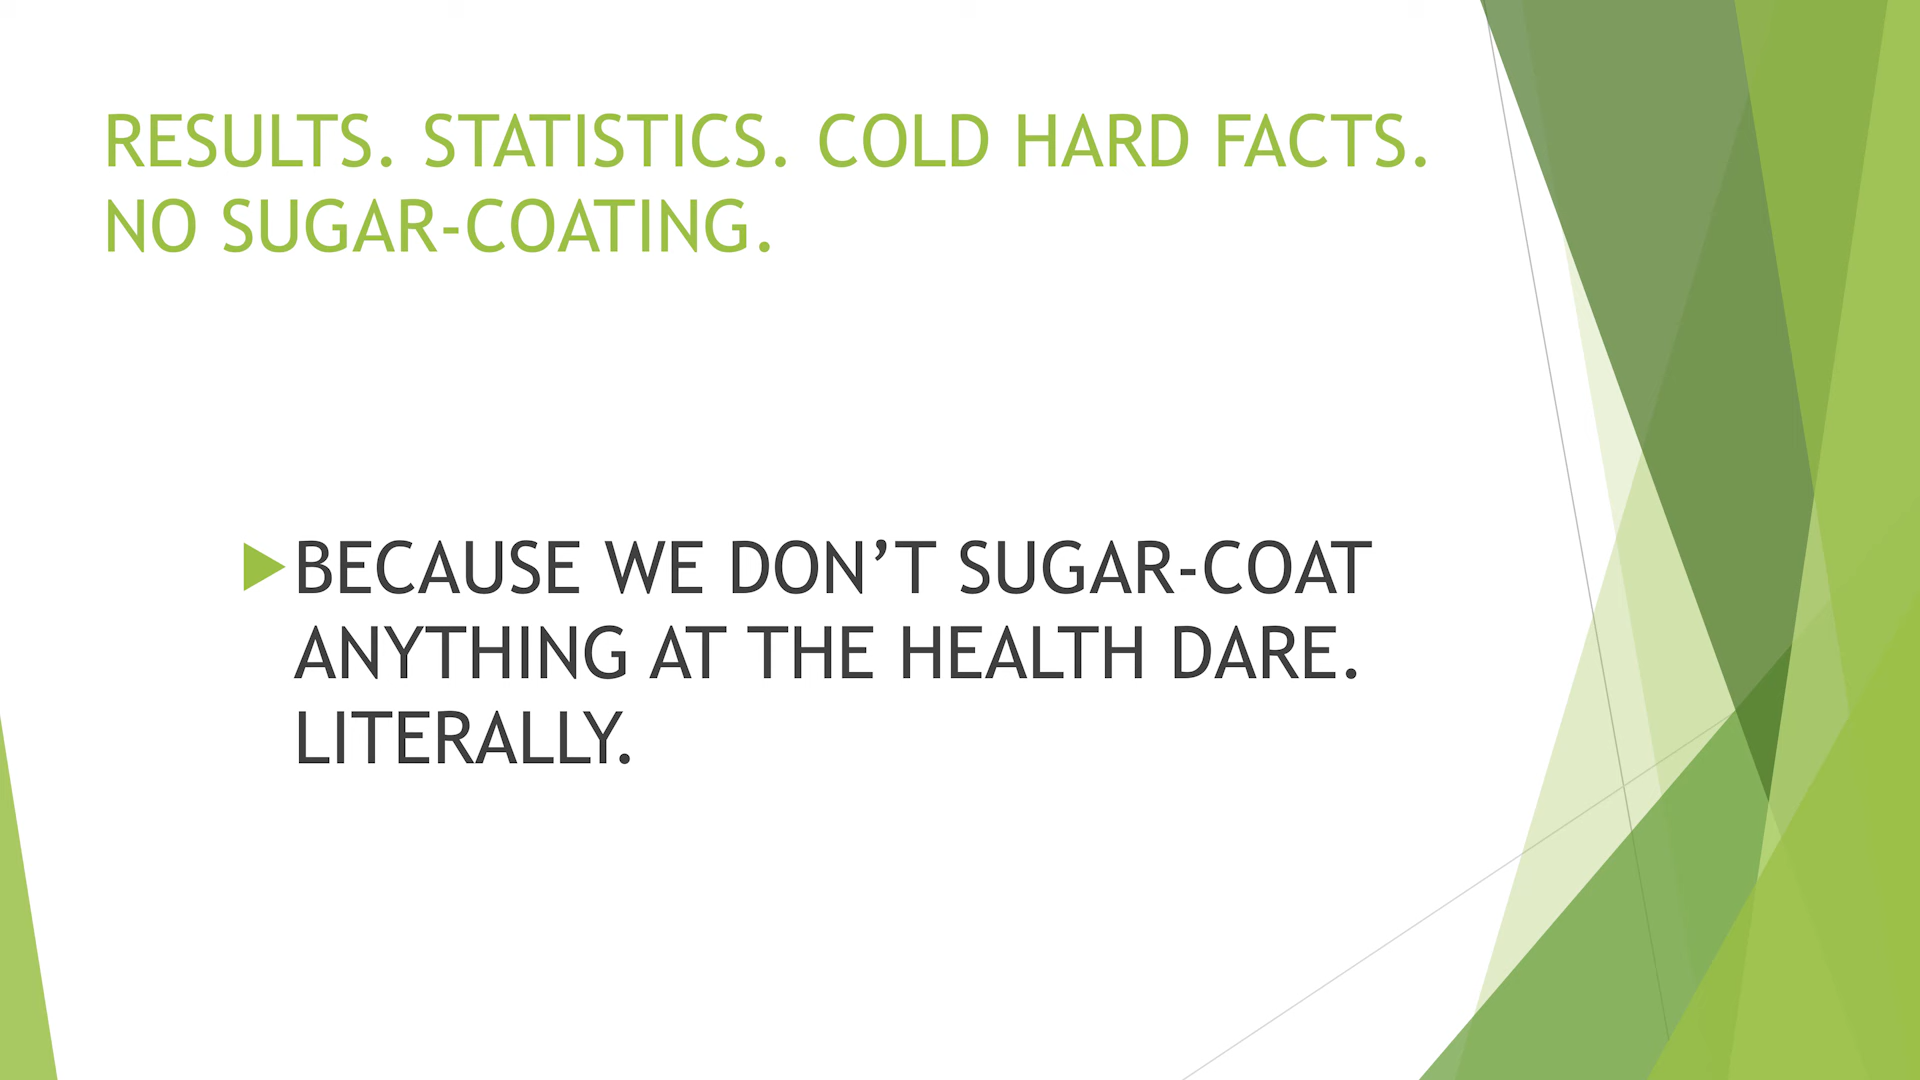 RESULTS. STATISTICS. COLD HARD FACTS.
NO SUGAR-COATING.
BECAUSE WE DON’T SUGAR-COAT
ANYTHING AT THE HEALTH DARE.
LITERALLY.